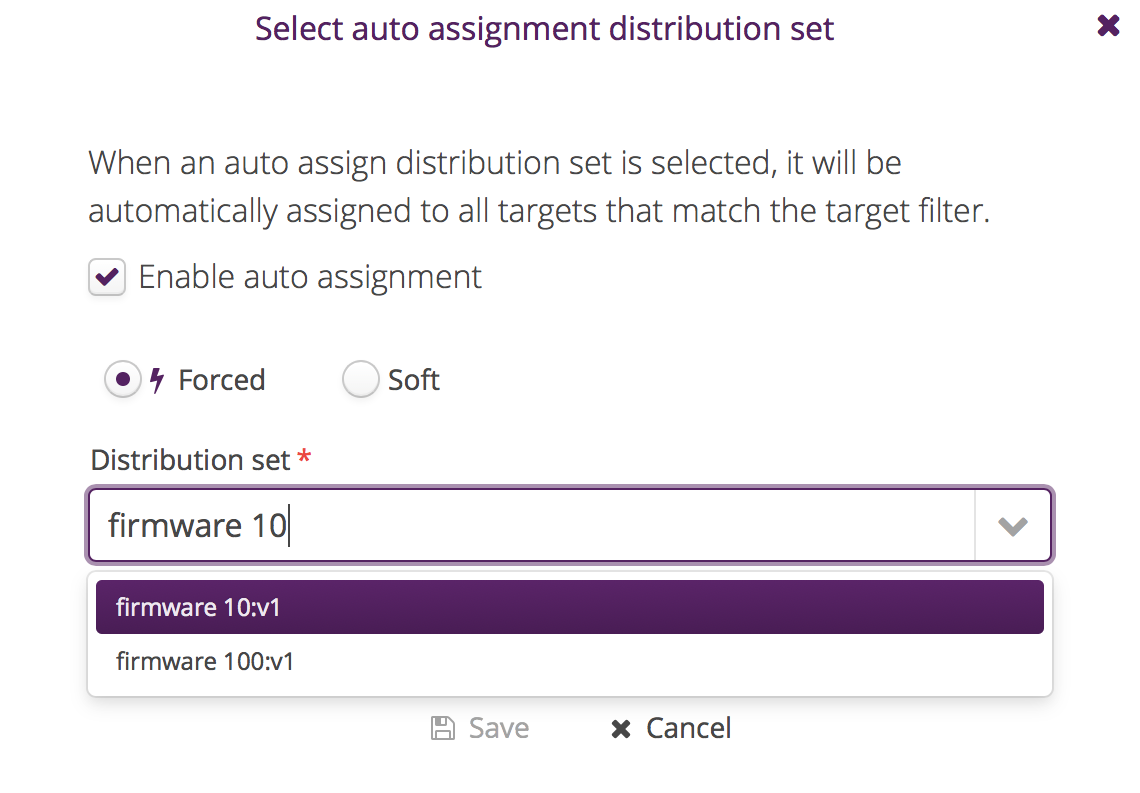 Select auto assignment distribution set
When an auto assign distribution set is selected, it will be
automatically assigned to all targets that match the target filter.
Enable auto assignment
Forced Soft
Distribution set *
firmware 10
firmware 10:v1
firmware 100:v1
Save Cancel